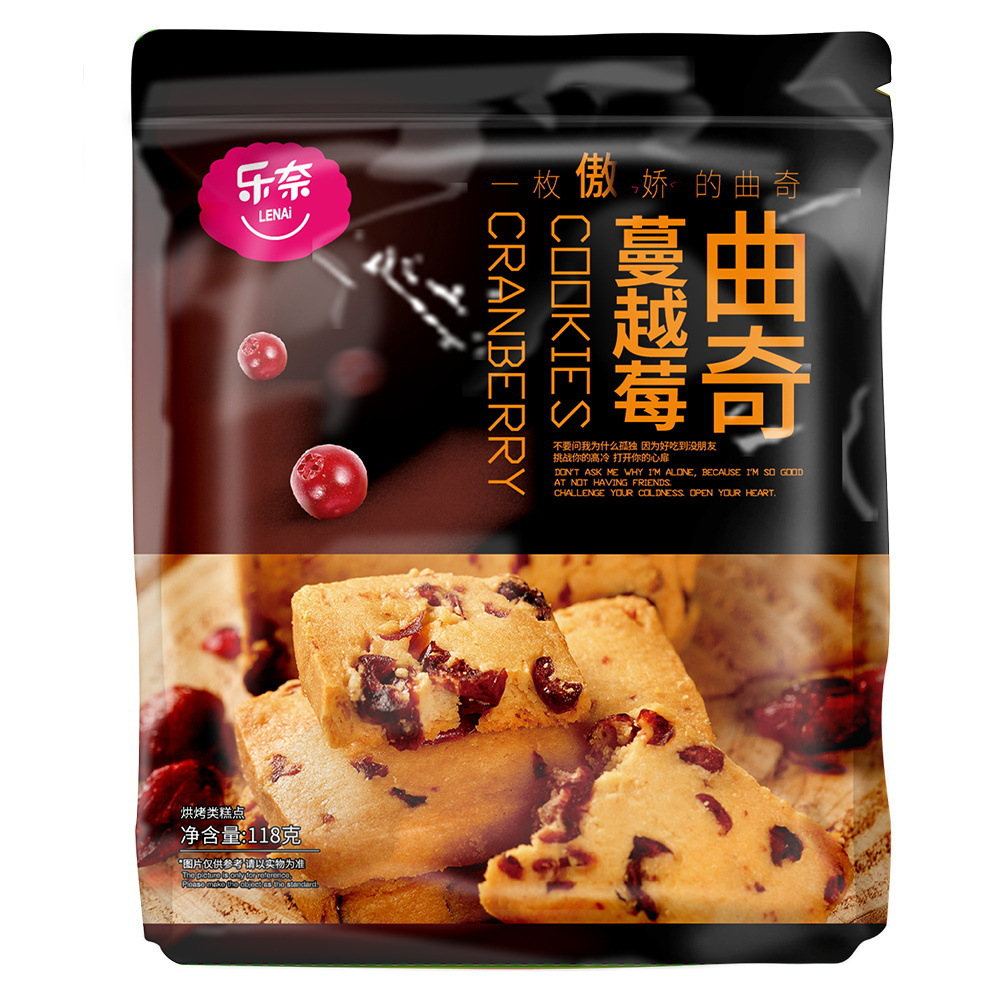 乐奈
LENAi
一枚傲娇的曲奇
曲奇
蔓越莓
COOKIES
CRANBERRY
不要问我为什么孤独 因为好吃到没朋友
挑战你的高冷 打开你的心扉
DON'T ASK ME WHY I'M ALONE, BECAUSE I'M SO GOOD
AT NOT HAVING FRIENDS.
CHALLENGE YOUR COLDNESS. OPEN YOUR HEART.
烘烤类糕点
净含量:118克
*图片仅供参考 请以实物为准
The picture is only for reference.
Please make the object as the standard.